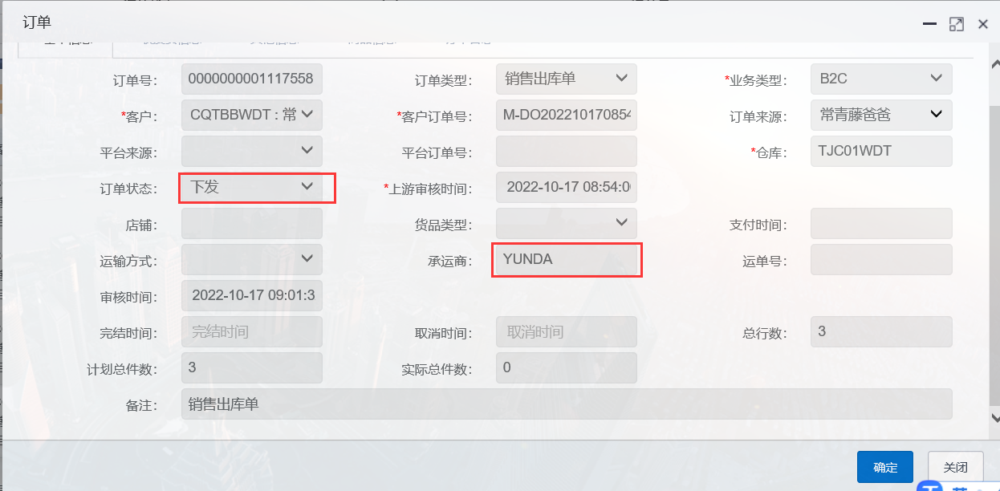 订单
订单号： 0000000001117558 订单类型： 销售出库单 *业务类型： B2C
*客户： CQTBBWDT : 常 *客户订单号： M-DO202210170854 订单来源： 常青藤爸爸
平台来源： 平台订单号： *仓库： TJC01WDT
订单状态： 下发 *上游审核时间： 2022-10-17 08:54:0
店铺： 货品类型： 支付时间：
运输方式： 承运商： YUNDA 运单号：
审核时间： 2022-10-17 09:01:3
完结时间： 完结时间 取消时间： 取消时间 总行数： 3
计划总件数： 3 实际总件数： 0
备注： 销售出库单
确定 关闭